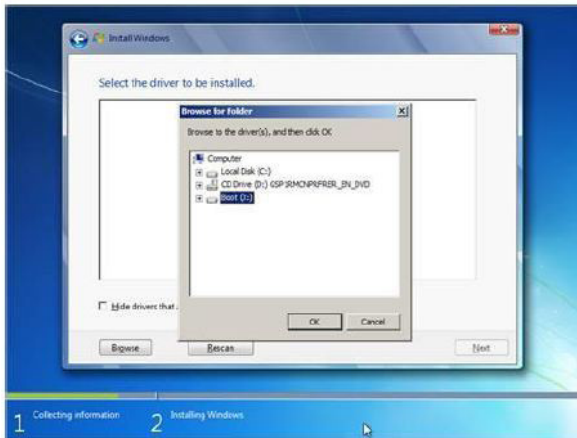 Install Windows
Select the driver to be installed.
Browse for Folder
Browse to the driver(s), and then click OK
Computer
Local Disk (C:)
CD Drive (D:) GSP1RMCNPRFRER_EN_DVD
Boot (X:)
Hide drivers that
OK
Cancel
Browse
Rescan
Next
1 Collecting information
2 Installing Windows